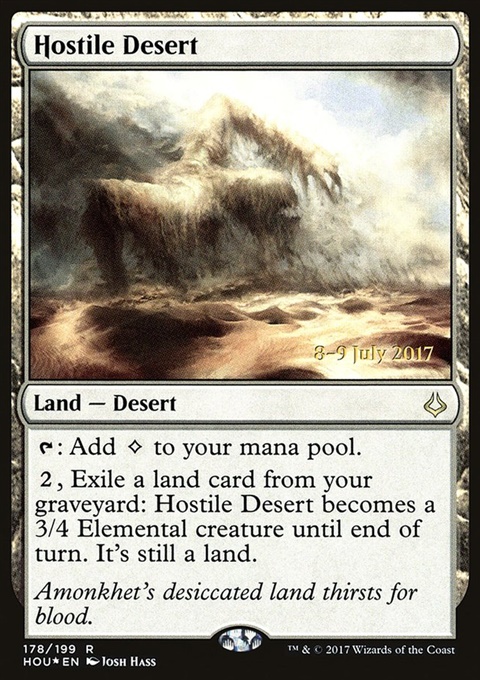 Hostile Desert
8–9 July 2017
Land — Desert
: Add ◇ to your mana pool.
2, Exile a land card from your
graveyard: Hostile Desert becomes a
3/4 Elemental creature until end of
turn. It's still a land.
Amonkhet's desiccated land thirsts for
blood.
178/199 R
HOU★EN Josh Hass
™ & © 2017 Wizards of the Coast